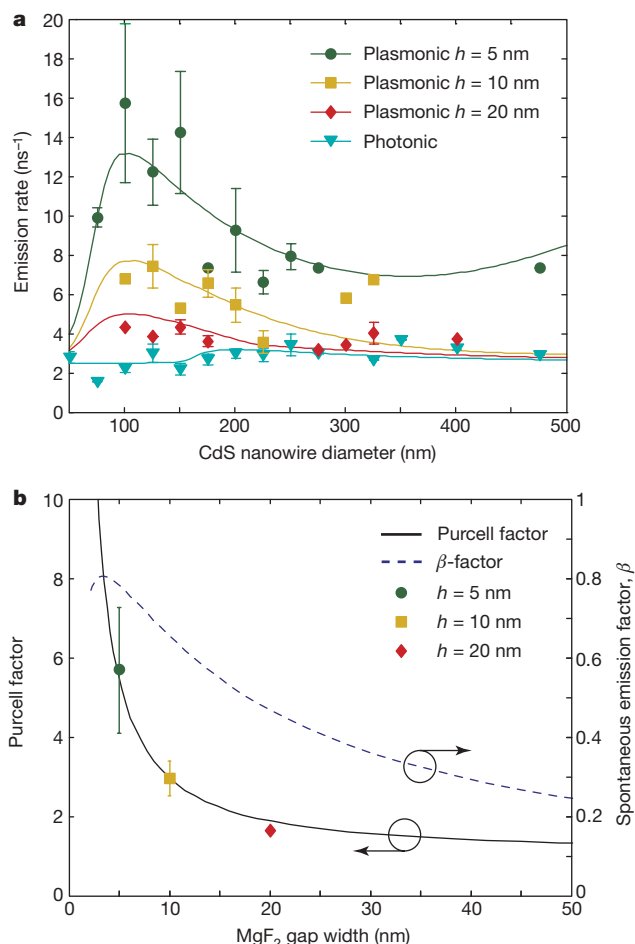 a
20
18
16
14
12
10
8
6
4
2
0
Emission rate (ns⁻¹)
Plasmonic h = 5 nm
Plasmonic h = 10 nm
Plasmonic h = 20 nm
Photonic
100 200 300 400 500
CdS nanowire diameter (nm)
b
10
8
6
4
2
0
Purcell factor
Purcell factor
β-factor
h = 5 nm
h = 10 nm
h = 20 nm
1
0.8
0.6
0.4
0.2
0
Spontaneous emission factor, β
0 10 20 30 40 50
MgF₂ gap width (nm)